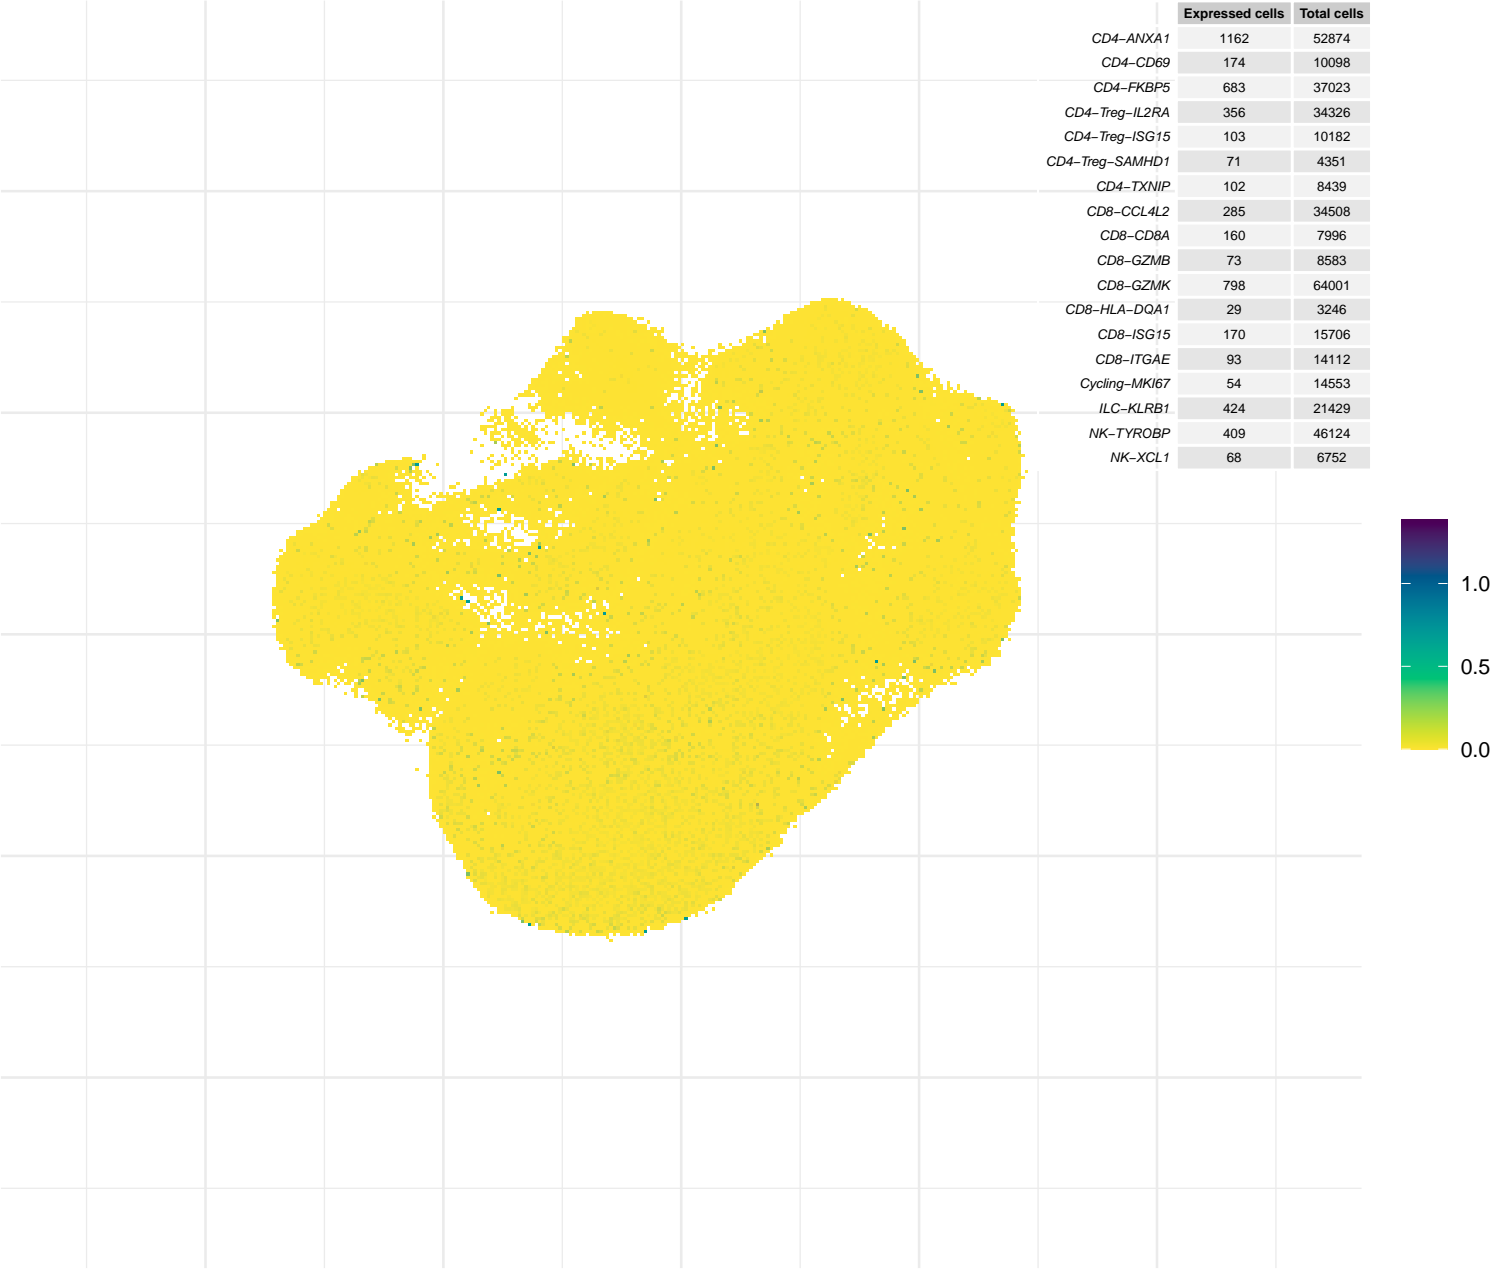 Expressed cells Total cells
CD4−ANXA1 1162 52874
CD4−CD69 174 10098
CD4−FKBP5 683 37023
CD4−Treg−IL2RA 356 34326
CD4−Treg−ISG15 103 10182
CD4−Treg−SAMHD1 71 4351
CD4−TXNIP 102 8439
CD8−CCL4L2 285 34508
CD8−CD8A 160 7996
CD8−GZMB 73 8583
CD8−GZMK 798 64001
CD8−HLA−DQA1 29 3246
CD8−ISG15 170 15706
CD8−ITGAE 93 14112
Cycling−MKI67 54 14553
ILC−KLRB1 424 21429
NK−TYROBP 409 46124
NK−XCL1 68 6752
1.0
0.5
0.0